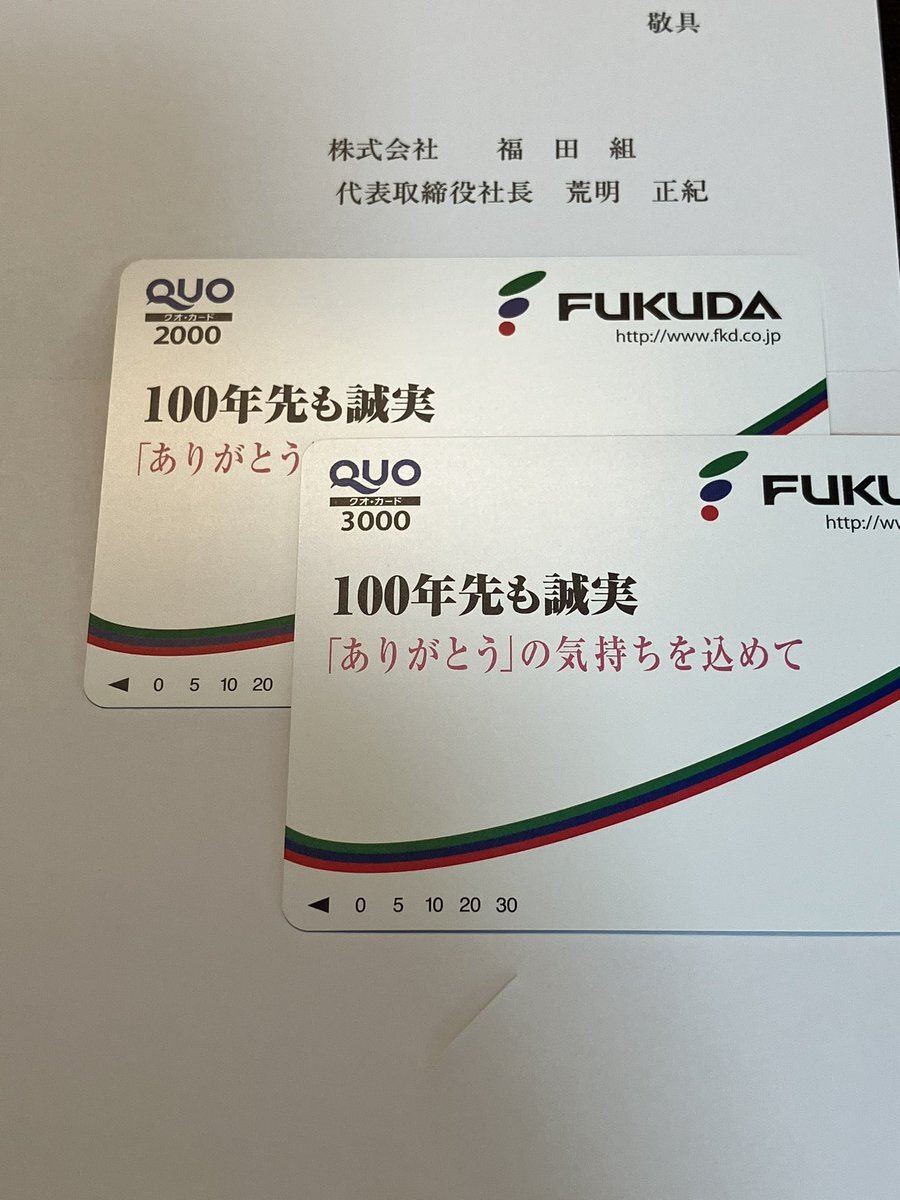 敬具
株式会社　福　田　組
代表取締役社長　荒明　正紀
QUO
クオ・カード
2000
FUKUDA
http://www.fkd.co.jp
100年先も誠実
「ありがとう
◀ 0 5 10 20
QUO
クオ・カード
3000
FUKU
http://ww
100年先も誠実
「ありがとう」の気持ちを込めて
◀ 0 5 10 20 30